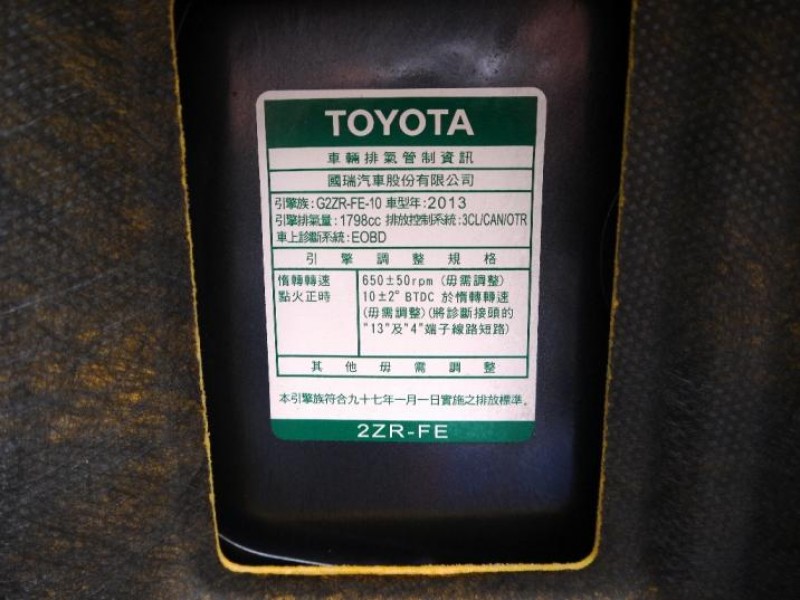 TOYOTA
車輛排氣管制資訊
國瑞汽車股份有限公司
引擎族:G2ZR-FE-10 車型年:2013
引擎排氣量:1798cc 排放控制系統:3CL/CAN/OTR
車上診斷系統:EOBD
引擎調整規格
惰轉轉速 650±50rpm (毋需調整)
點火正時 10±2° BTDC 於惰轉轉速
(毋需調整)(將診斷接頭的
"13"及"4"端子線路短路)
其他毋需調整
本引擎族符合九十七年一月一日實施之排放標準。
2ZR-FE